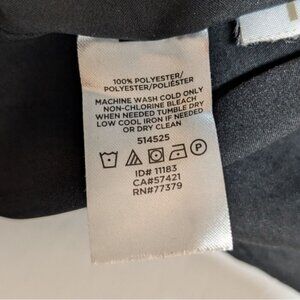 100% POLYESTER/
POLYESTER/POLIÉSTER
MACHINE WASH COLD ONLY
NON-CHLORINE BLEACH
WHEN NEEDED TUMBLE DRY
LOW COOL IRON IF NEEDED
OR DRY CLEAN
514525
P
ID# 11183
CA#57421
RN#77379